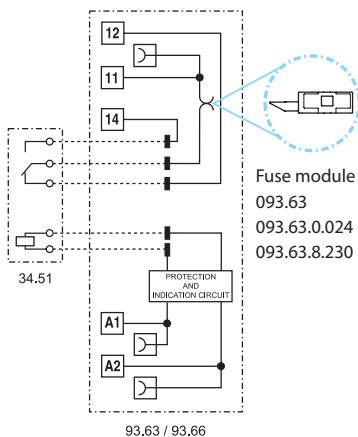 12
11
14
Fuse module
093.63
093.63.0.024
093.63.8.230
34.51
PROTECTION
AND
INDICATION CIRCUIT
A1
A2
93.63 / 93.66